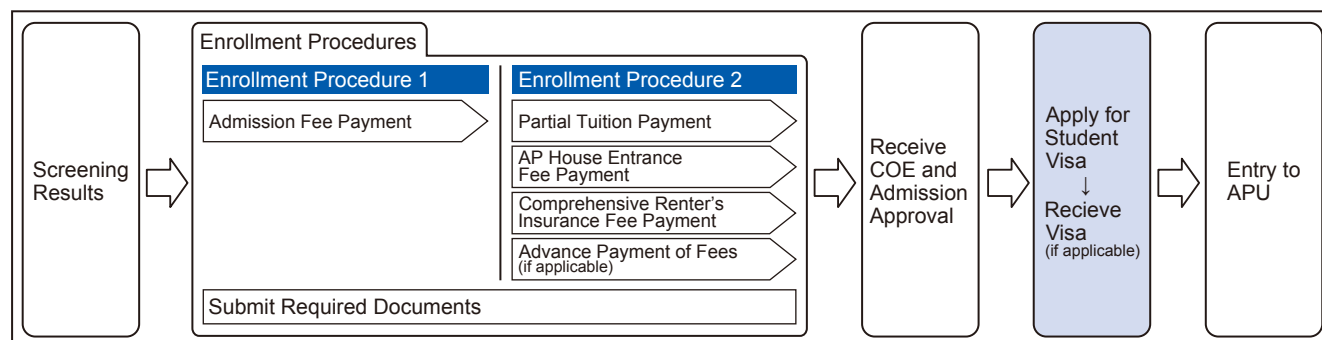 Screening
Results
Enrollment Procedures
Enrollment Procedure 1
Admission Fee Payment
Enrollment Procedure 2
Partial Tuition Payment
AP House Entrance
Fee Payment
Comprehensive Renter's
Insurance Fee Payment
Advance Payment of Fees
(if applicable)
Submit Required Documents
Receive
COE and
Admission
Approval
Apply for
Student
Visa
↓
Recieve
Visa
(if applicable)
Entry to
APU